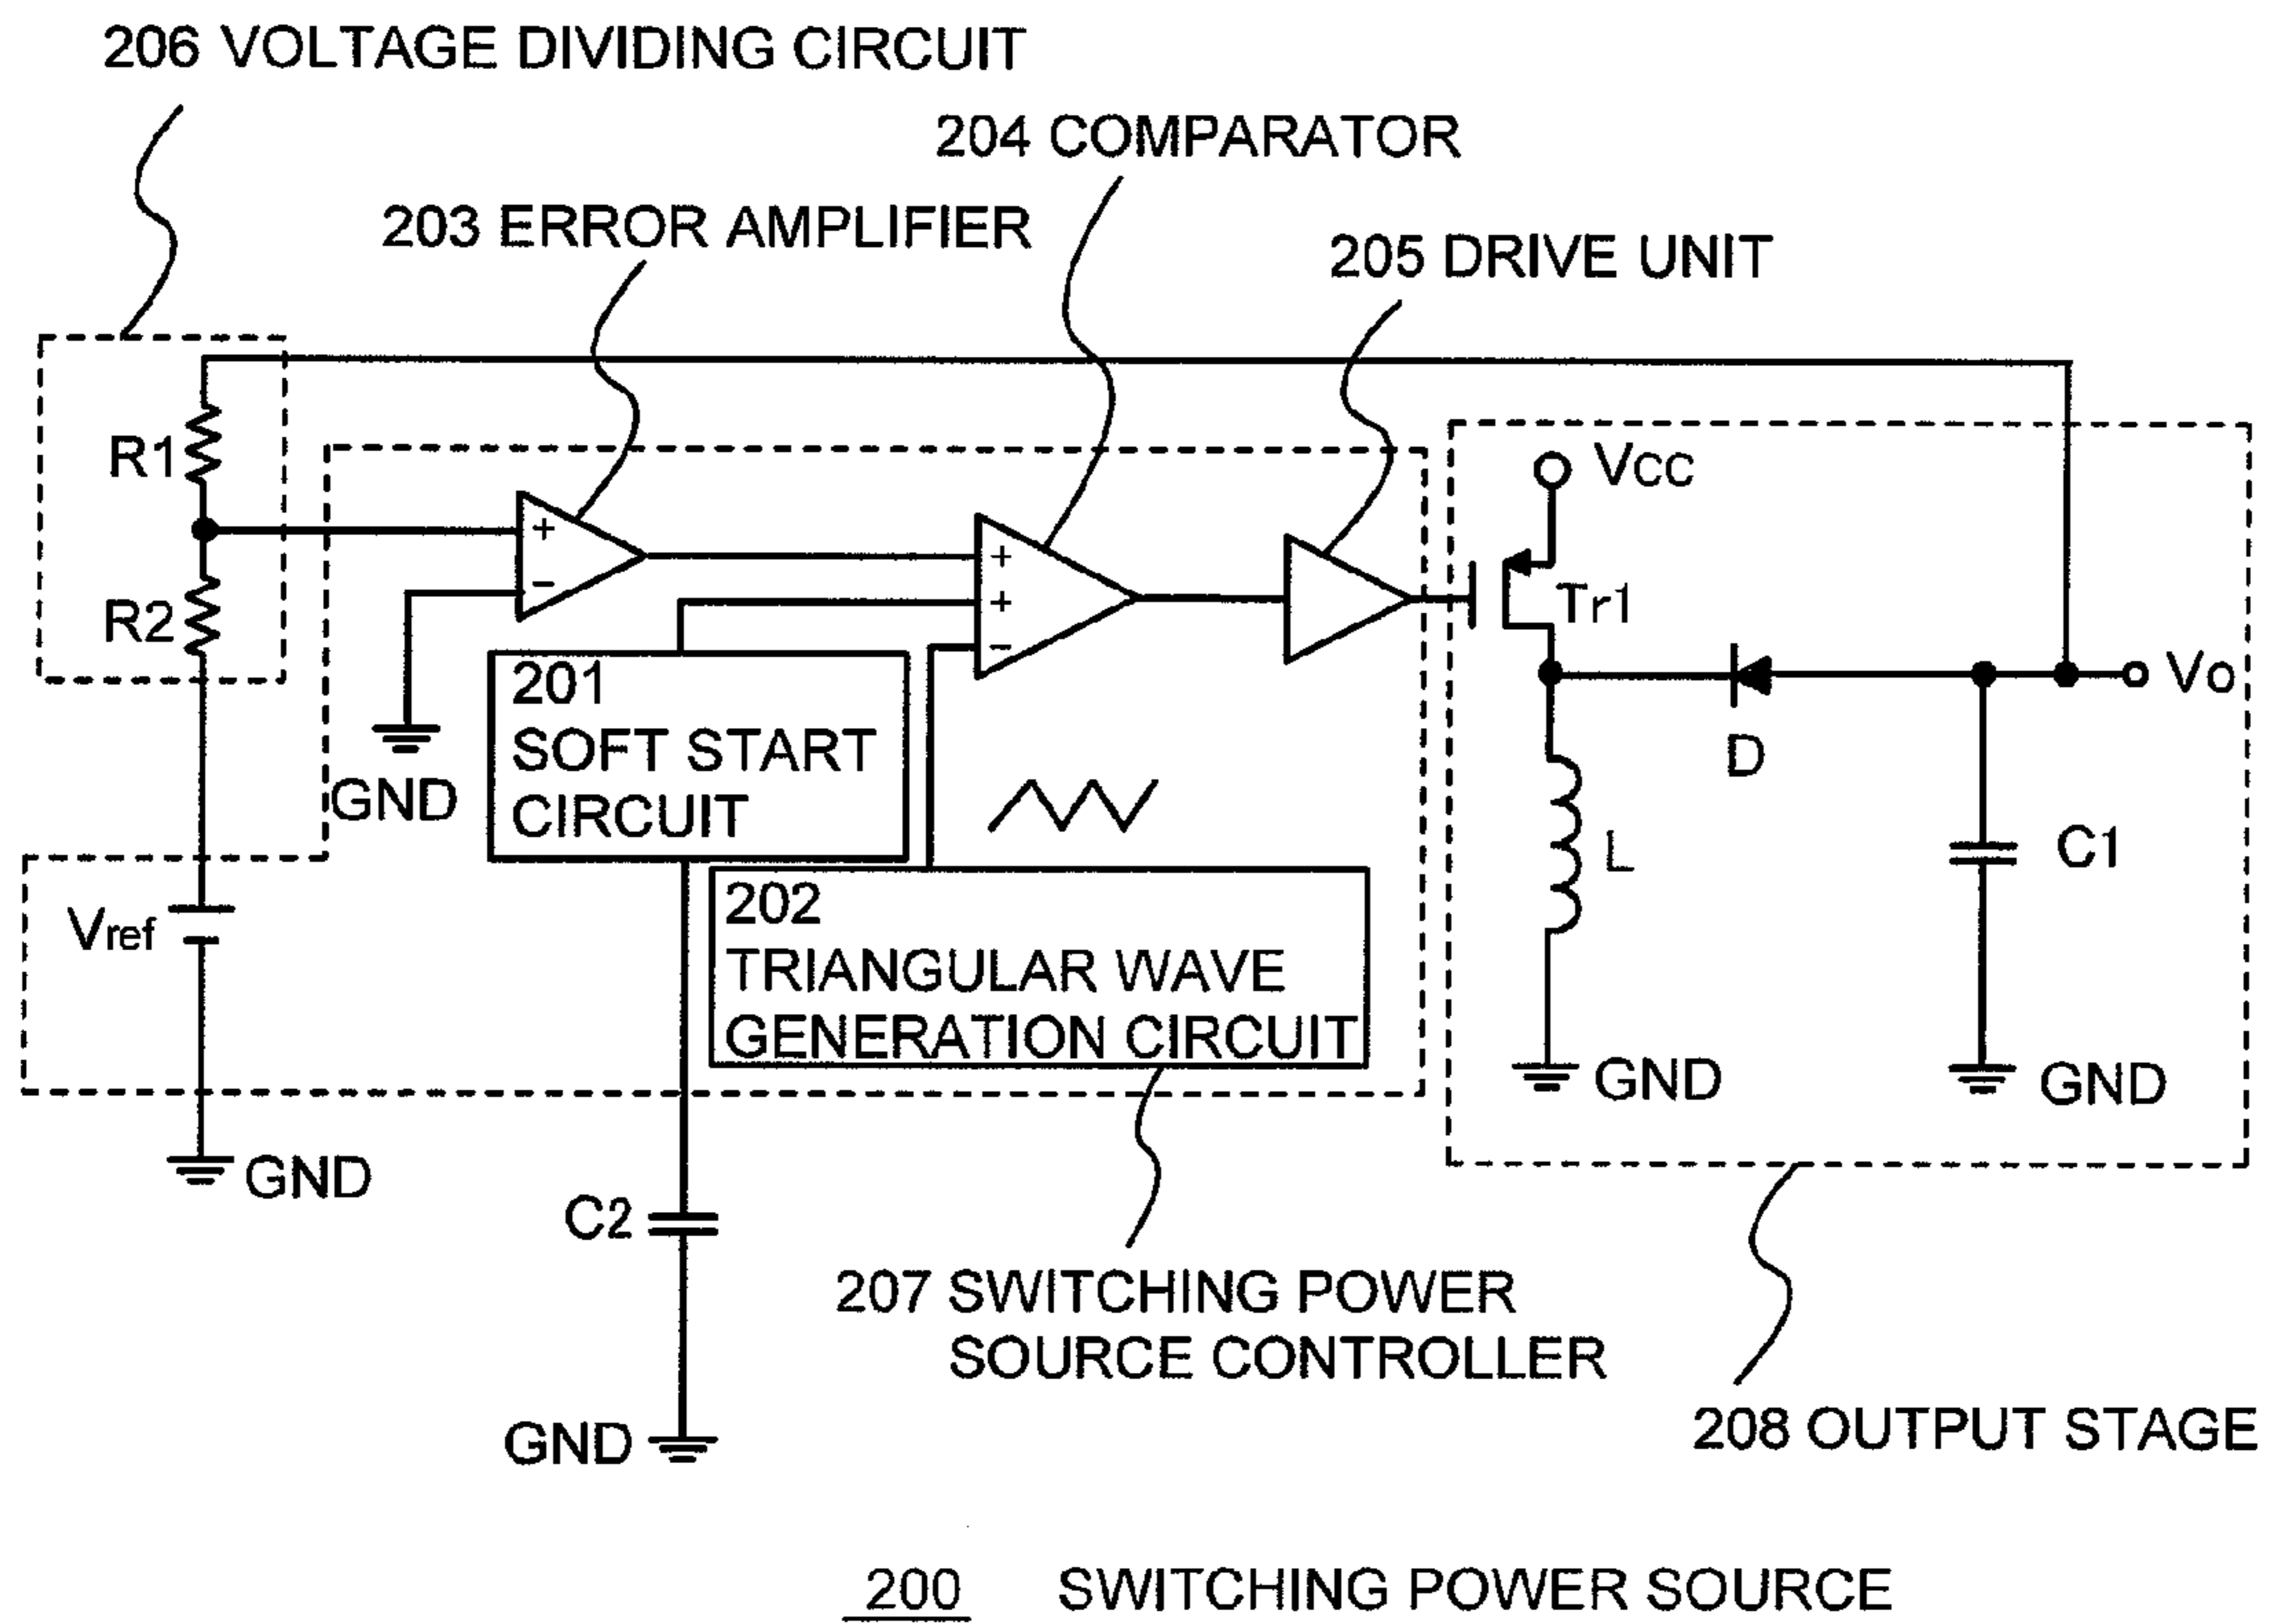 206 VOLTAGE DIVIDING CIRCUIT
204 COMPARATOR
203 ERROR AMPLIFIER
205 DRIVE UNIT
R1
VCC
+
+
−
R2
+
+
−
Tr1
201
SOFT START
CIRCUIT
Vo
D
GND
L
C1
Vref
202
TRIANGULAR WAVE
GENERATION CIRCUIT
GND
GND
GND
C2
207 SWITCHING POWER
SOURCE CONTROLLER
GND
208 OUTPUT STAGE
200 SWITCHING POWER SOURCE